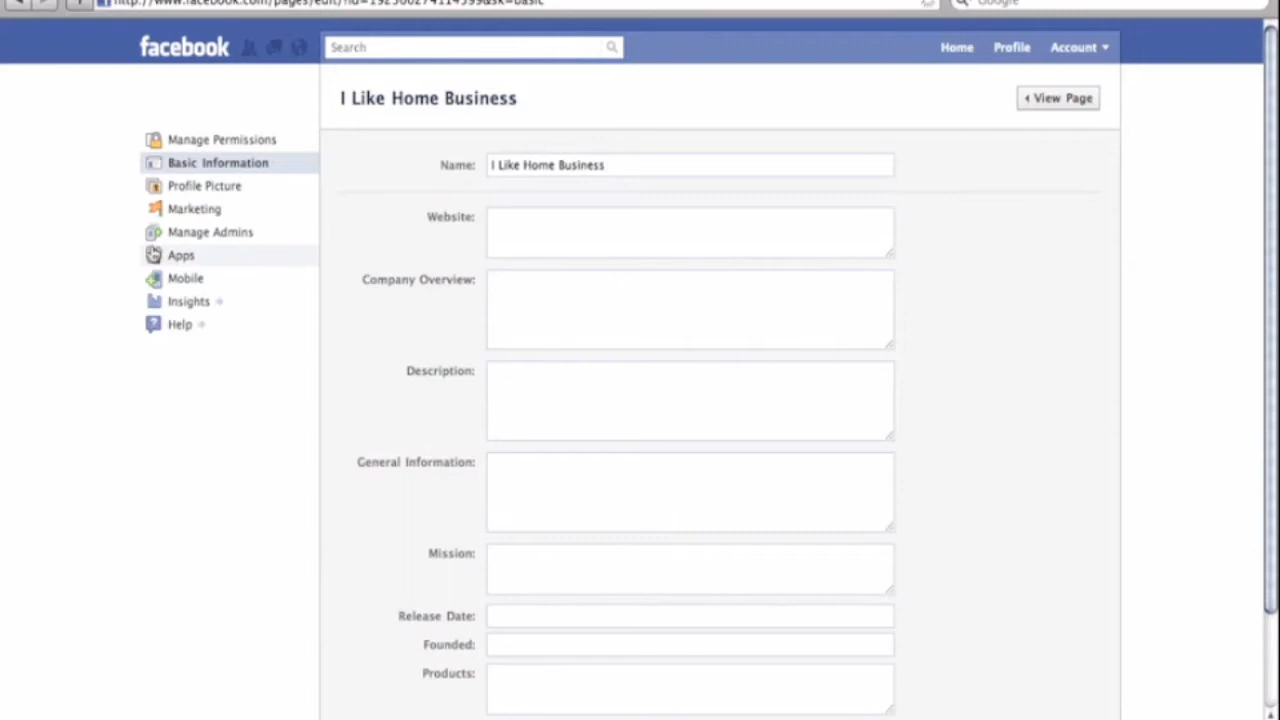 facebook
Search
Home
Profile
Account
I Like Home Business
View Page
Manage Permissions
Basic Information
Profile Picture
Marketing
Manage Admins
Apps
Mobile
Insights
Help
Name: I Like Home Business
Website:
Company Overview:
Description:
General Information:
Mission:
Release Date:
Founded:
Products: